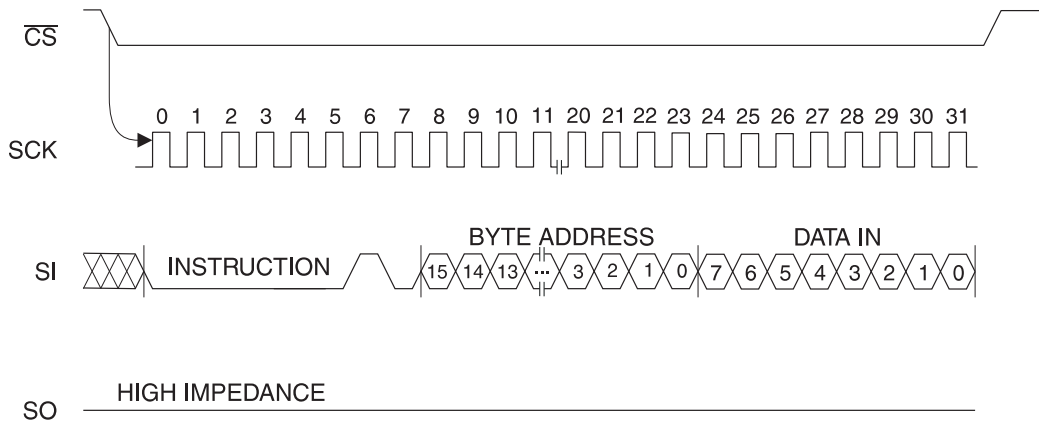 CS
0 1 2 3 4 5 6 7 8 9 10 11 20 21 22 23 24 25 26 27 28 29 30 31
SCK
BYTE ADDRESS DATA IN
SI INSTRUCTION 15 14 13 ... 3 2 1 0 7 6 5 4 3 2 1 0
HIGH IMPEDANCE
SO